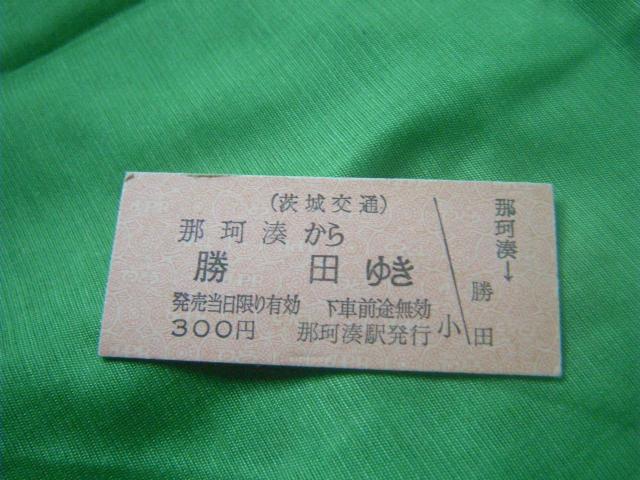 (茨城交通)
那珂湊から
勝田ゆき
発売当日限り有効 下車前途無効
300円 那珂湊駅発行
小
那珂湊→
勝田